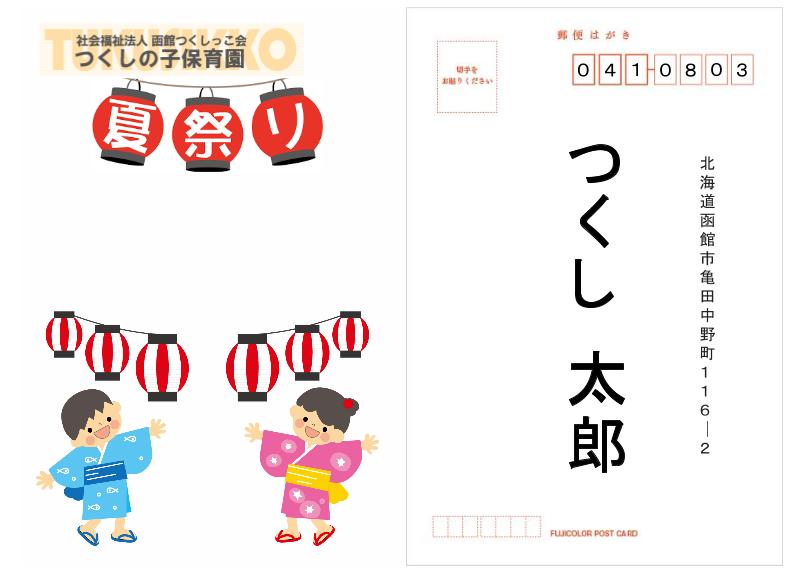 TUKUSIKKO
社会福祉法人 函館つくしっこ会
つくしの子保育園
夏祭り
郵便はがき
切手を
お貼りください
0410803
北海道函館市亀田中野町116―2
つくし 太郎
FUJICOLOR POST CARD